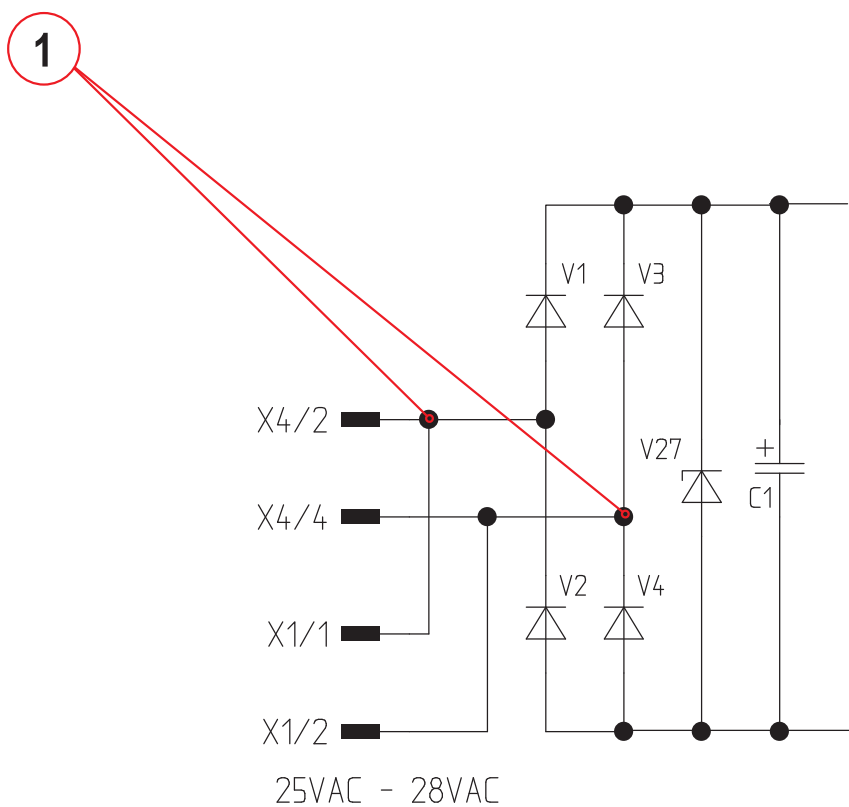 1
V1
V3
X4/2
V27
+
C1
X4/4
V2
V4
X1/1
X1/2
25VAC - 28VAC